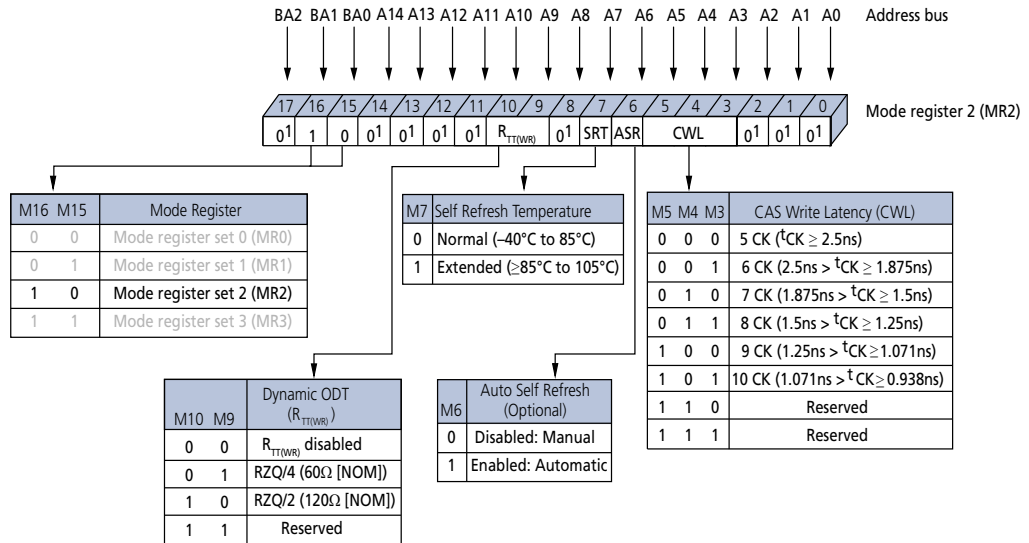 BA2 BA1 BA0 A14 A13 A12 A11 A10 A9 A8 A7 A6 A5 A4 A3 A2 A1 A0 Address bus
17 16 15 14 13 12 11 10 9 8 7 6 5 4 3 2 1 0
Mode register 2 (MR2)
0¹ 1 0 0¹ 0¹ 0¹ 0¹ RTT(WR) 0¹ SRT ASR CWL 0¹ 0¹ 0¹
M16 M15 Mode Register
0 0 Mode register set 0 (MR0)
0 1 Mode register set 1 (MR1)
1 0 Mode register set 2 (MR2)
1 1 Mode register set 3 (MR3)
M7 Self Refresh Temperature
0 Normal (–40°C to 85°C)
1 Extended (≥85°C to 105°C)
M5 M4 M3 CAS Write Latency (CWL)
0 0 0 5 CK (tCK ≥ 2.5ns)
0 0 1 6 CK (2.5ns > tCK ≥ 1.875ns)
0 1 0 7 CK (1.875ns > tCK ≥ 1.5ns)
0 1 1 8 CK (1.5ns > tCK ≥ 1.25ns)
1 0 0 9 CK (1.25ns > tCK ≥1.071ns)
1 0 1 10 CK (1.071ns > tCK≥ 0.938ns)
1 1 0 Reserved
1 1 1 Reserved
M10 M9 Dynamic ODT
(RTT(WR) )
0 0 RTT(WR) disabled
0 1 RZQ/4 (60Ω [NOM])
1 0 RZQ/2 (120Ω [NOM])
1 1 Reserved
M6 Auto Self Refresh
(Optional)
0 Disabled: Manual
1 Enabled: Automatic